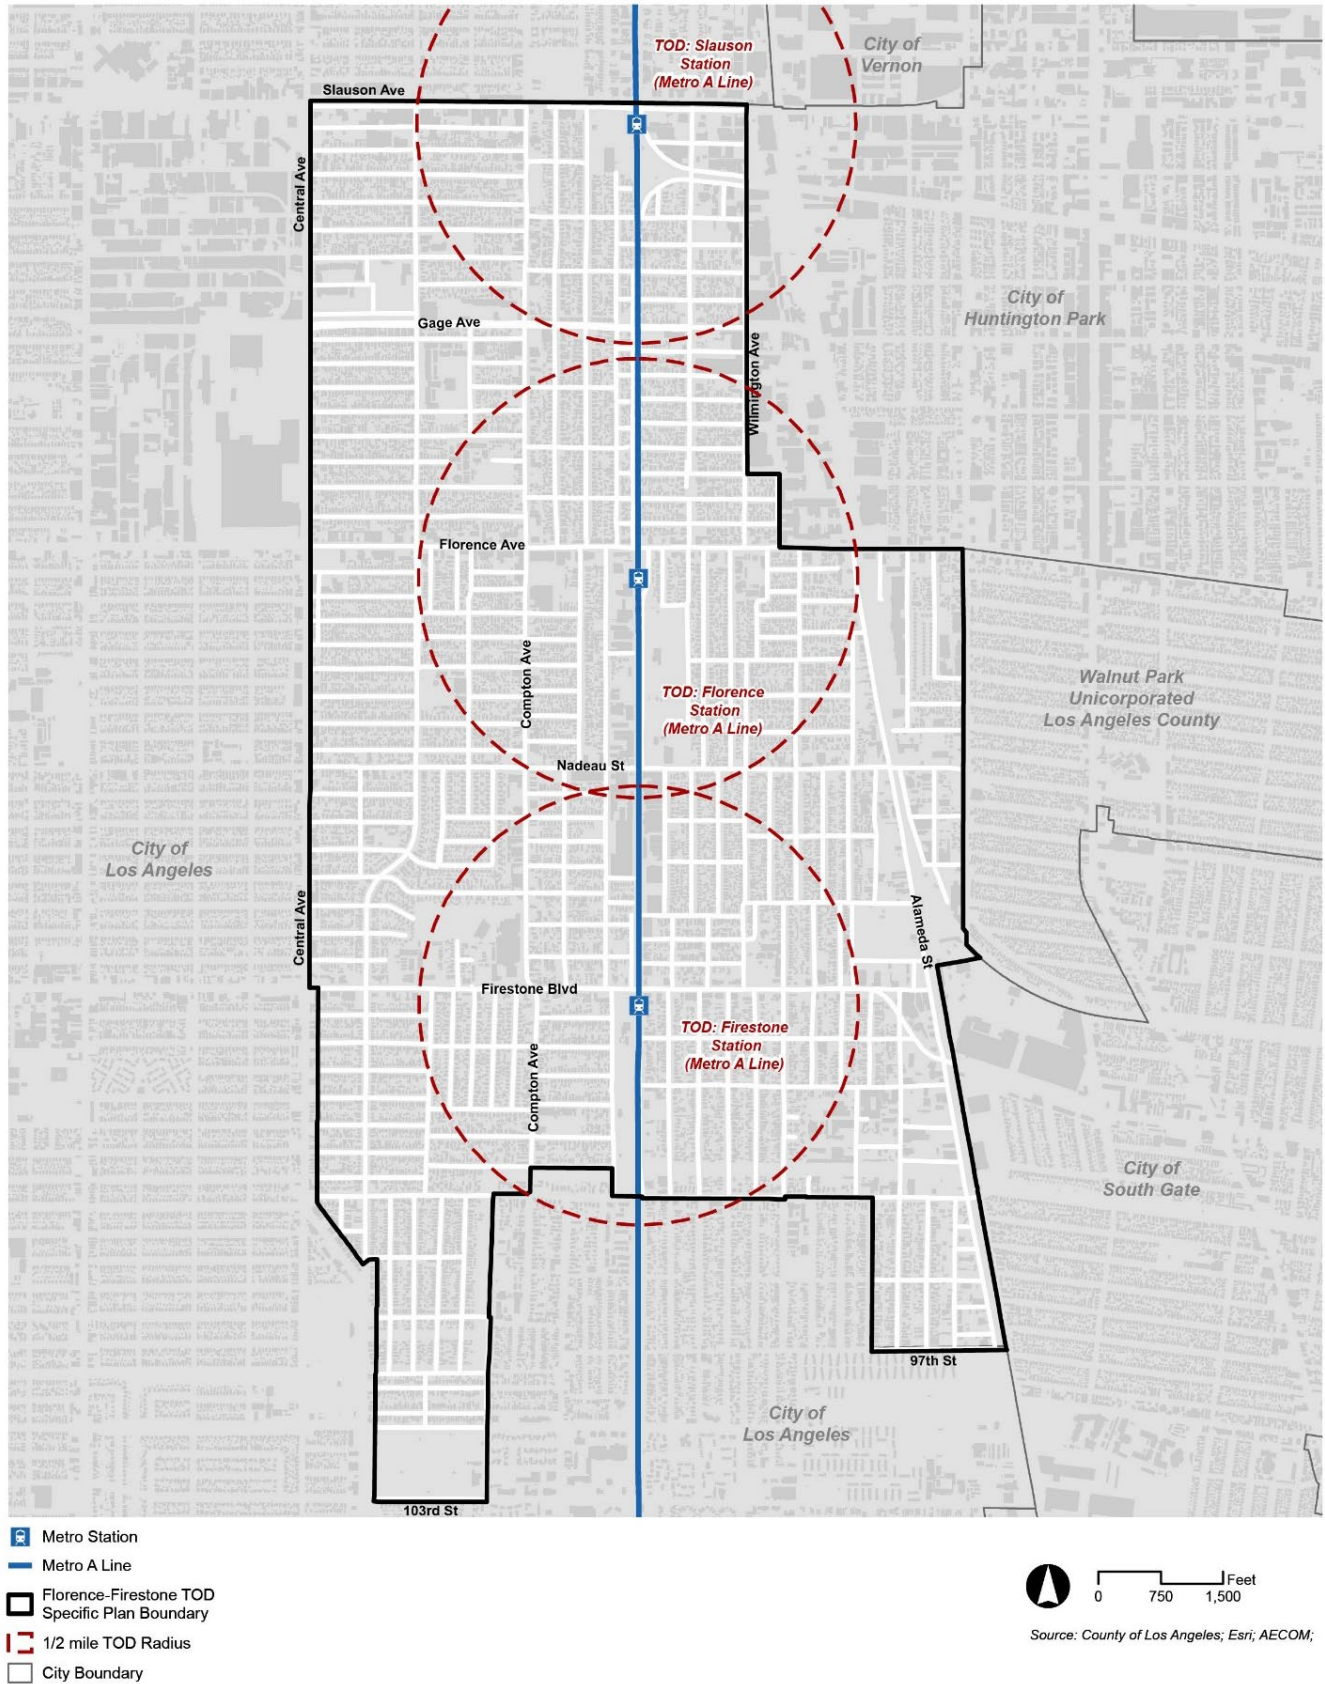 TOD: Slauson
Station
(Metro A Line)
City of
Vernon
Slauson Ave
Central Ave
City of
Huntington Park
Gage Ave
Wilmington Ave
Florence Ave
Compton Ave
TOD: Florence
Station
(Metro A Line)
Walnut Park
Unicorporated
Los Angeles County
Nadeau St
City of
Los Angeles
Central Ave
Alameda St
Firestone Blvd
TOD: Firestone
Station
(Metro A Line)
Compton Ave
City of
South Gate
97th St
City of
Los Angeles
103rd St
Metro Station
Metro A Line
Florence-Firestone TOD
Specific Plan Boundary
1/2 mile TOD Radius
City Boundary
Feet
0 750 1,500
Source: County of Los Angeles; Esri; AECOM;